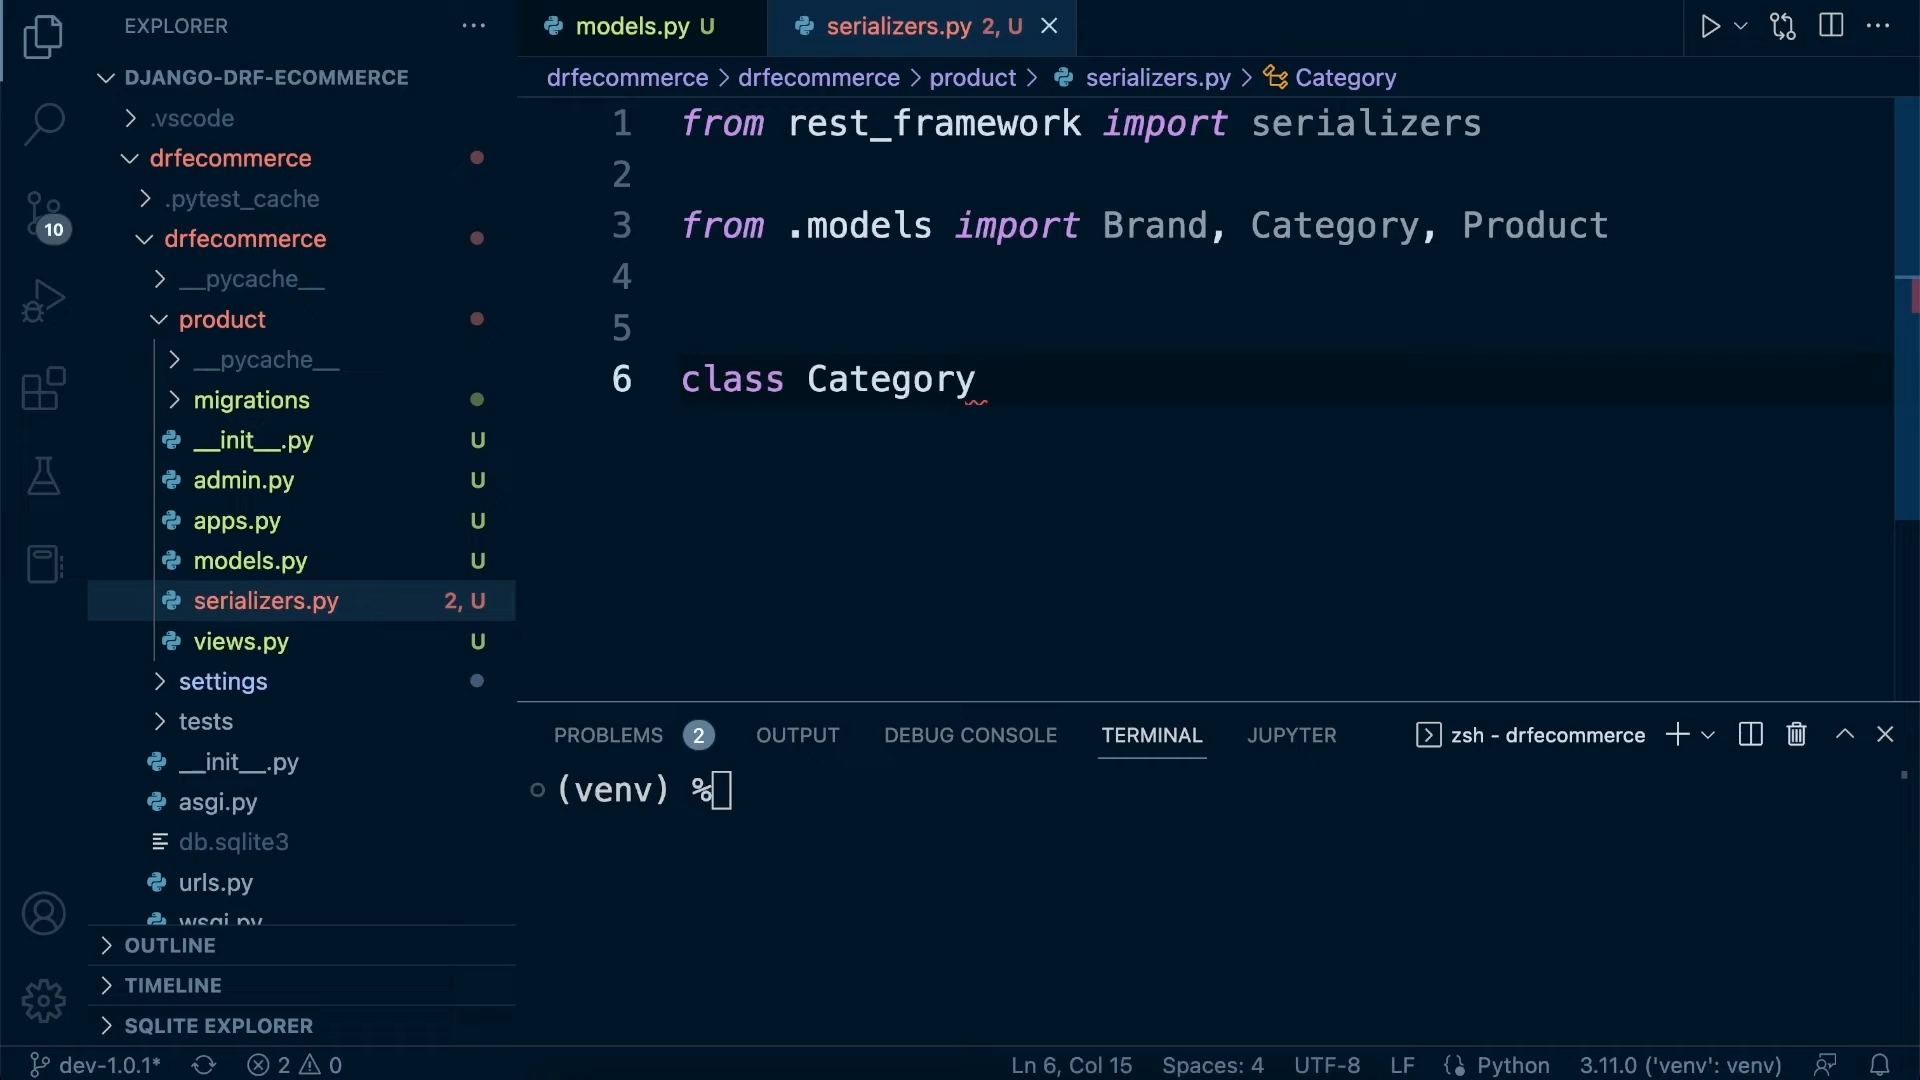 EXPLORER
DJANGO-DRF-ECOMMERCE
.vscode
drfecommerce
.pytest_cache
drfecommerce
__pycache__
product
__pycache__
migrations
__init__.py U
admin.py U
apps.py U
models.py U
serializers.py 2, U
views.py U
settings
tests
__init__.py
asgi.py
db.sqlite3
urls.py
wsgi.py
OUTLINE
TIMELINE
SQLITE EXPLORER
10
models.py U serializers.py 2, U
drfecommerce > drfecommerce > product > serializers.py > Category
1 from rest_framework import serializers
2
3 from .models import Brand, Category, Product
4
5
6 class Category
PROBLEMS 2 OUTPUT DEBUG CONSOLE TERMINAL JUPYTER zsh - drfecommerce
(venv) %
dev-1.0.1* 2 0 Ln 6, Col 15 Spaces: 4 UTF-8 LF Python 3.11.0 ('venv': venv)